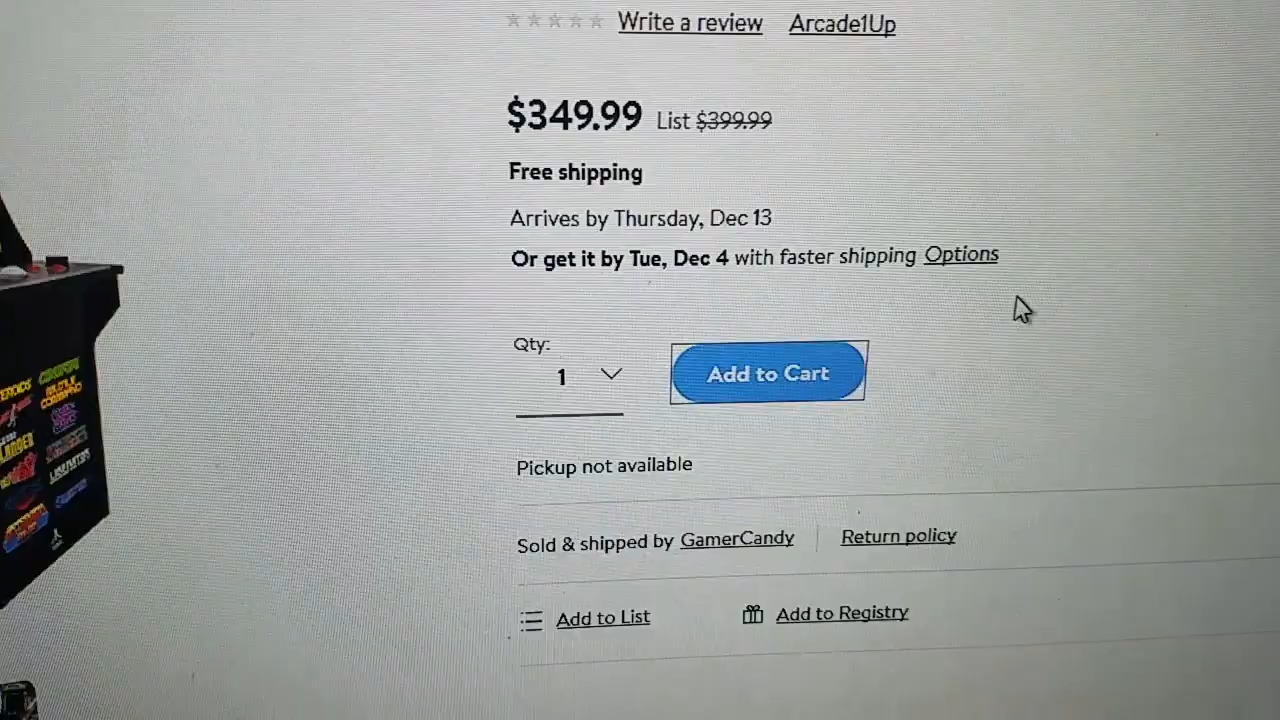 Write a review Arcade1Up
$349.99 List $399.99
Free shipping
Arrives by Thursday, Dec 13
Or get it by Tue, Dec 4 with faster shipping Options
Qty:
1
Add to Cart
Pickup not available
Sold & shipped by GamerCandy Return policy
Add to List Add to Registry